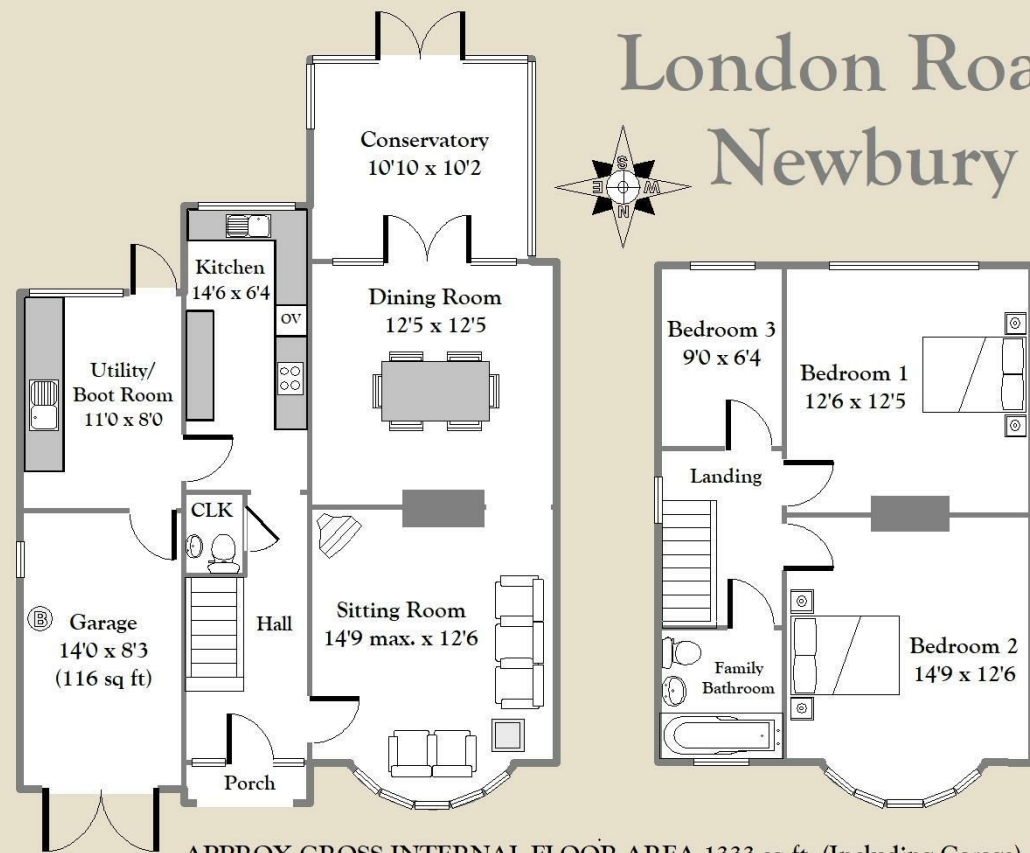 London Roa
Newbury
S
E
W
N
Conservatory
10'10 x 10'2
Kitchen
14'6 x 6'4
OV
Dining Room
12'5 x 12'5
Utility/
Boot Room
11'0 x 8'0
CLK
B
Garage
14'0 x 8'3
(116 sq ft)
Hall
Sitting Room
14'9 max. x 12'6
Porch
Bedroom 3
9'0 x 6'4
Bedroom 1
12'6 x 12'5
Landing
Bedroom 2
14'9 x 12'6
Family
Bathroom
APPROX GROSS INTERNAL FLOOR AREA 1333 sq ft (Including Garage)